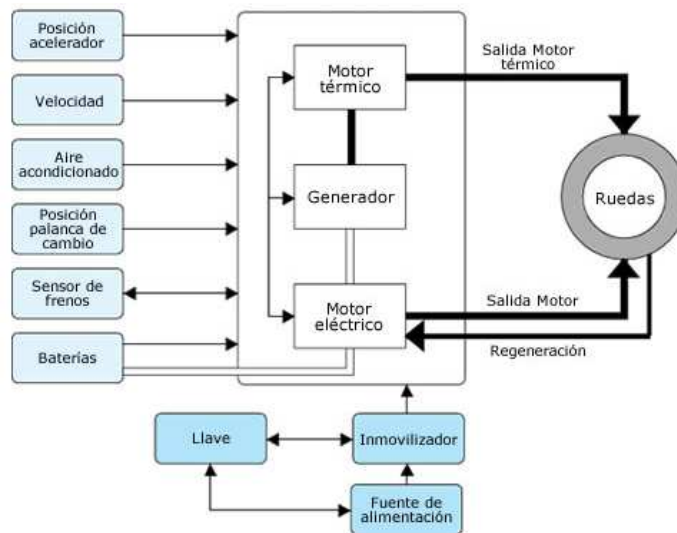 Posición
acelerador
Velocidad
Aire
acondicionado
Posición
palanca de
cambio
Sensor de
frenos
Baterías
Motor
térmico
Generador
Motor
eléctrico
Salida Motor
térmico
Ruedas
Salida Motor
Regeneración
Llave
Inmovilizador
Fuente de
alimentación